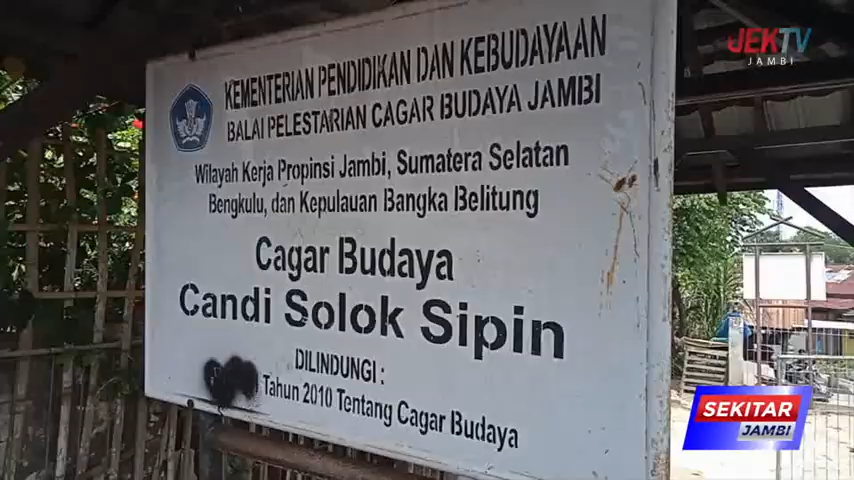 JEKTV
JAMBI
KEMENTERIAN PENDIDIKAN DAN KEBUDAYAAN
BALAI PELESTARIAN CAGAR BUDAYA JAMBI
WILAYAH KERJA PROPINSI JAMBI, SUMATERA SELATAN
BENGKULU, DAN KEPULAUAN BANGKA BELITUNG
Cagar Budaya
Candi Solok Sipin
DILINDUNGI :
TAHUN 2010 TENTANG CAGAR BUDAYA
SEKITAR
JAMBI